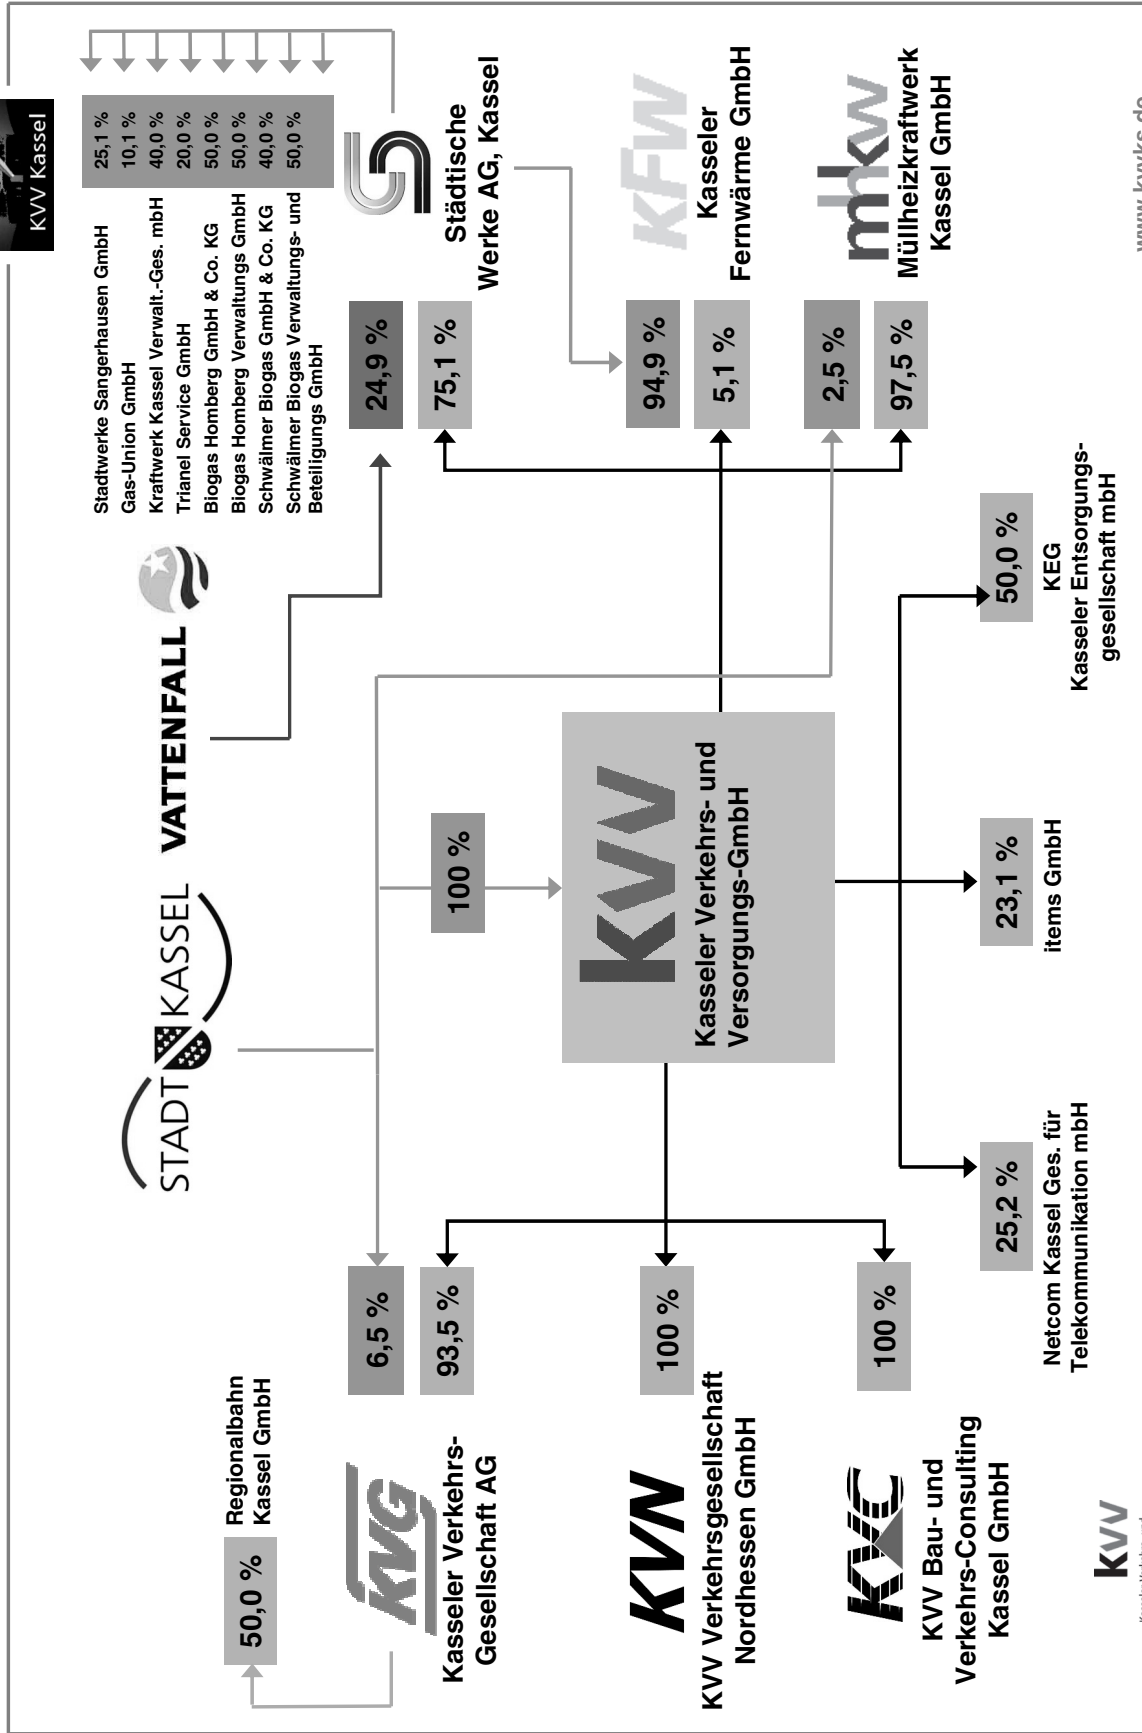 KVV Kassel
STADT KASSEL
VATTENFALL
Stadtwerke Sangerhausen GmbH 25,1 %
Gas-Union GmbH 10,1 %
Kraftwerk Kassel Verwalt.-Ges. mbH 40,0 %
Trianel Service GmbH 20,0 %
Biogas Homberg GmbH & Co. KG 50,0 %
Biogas Homberg Verwaltungs GmbH 50,0 %
Schwälmer Biogas GmbH & Co. KG 40,0 %
Schwälmer Biogas Verwaltungs- und 50,0 %
Beteiligungs GmbH
50,0 %
Regionalbahn
Kassel GmbH
KVG
Kasseler Verkehrs-
Gesellschaft AG
6,5 %
93,5 %
100 %
24,9 %
75,1 %
Städtische
Werke AG, Kassel
KVN
KVV Verkehrsgesellschaft
Nordhessen GmbH
100 %
kvv
Kasseler Verkehrs- und
Versorgungs-GmbH
94,9 %
5,1 %
KFW
Kasseler
Fernwärme GmbH
KVC
KVV Bau- und
Verkehrs-Consulting
Kassel GmbH
100 %
2,5 %
97,5 %
mhkw
Müllheizkraftwerk
Kassel GmbH
25,2 %
Netcom Kassel Ges. für
Telekommunikation mbH
23,1 %
items GmbH
50,0 %
KEG
Kasseler Entsorgungs-
gesellschaft mbH
kvv
www.kvvks.de